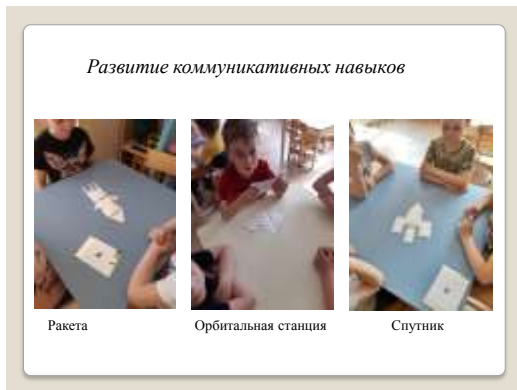 Развитие коммуникативных навыков
Ракета
Орбитальная станция
Спутник